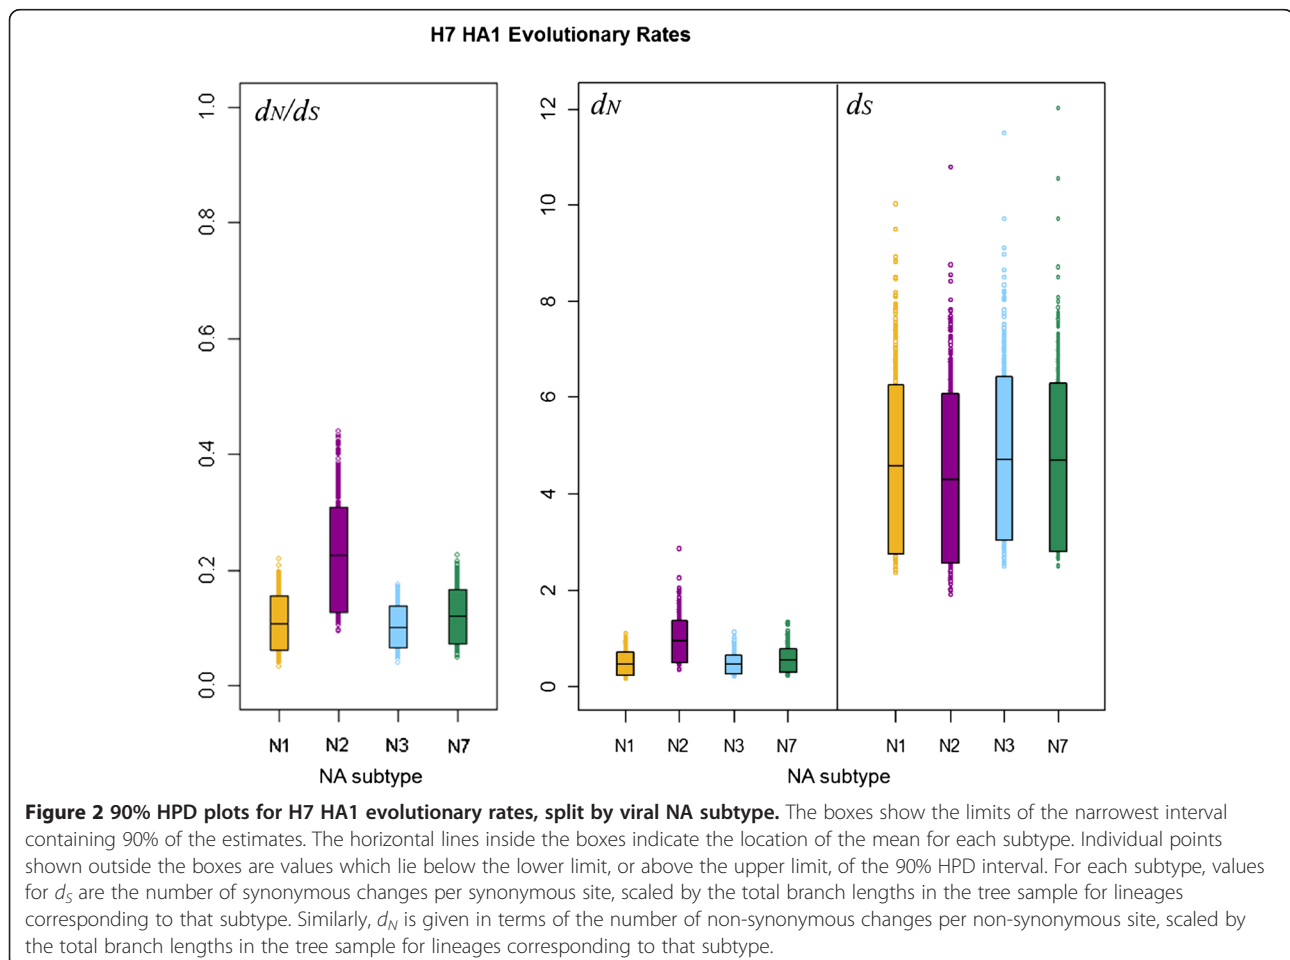 H7 HA1 Evolutionary Rates
dN/dS
1.0
0.8
0.6
0.4
0.2
0.0
N1 N2 N3 N7
NA subtype
dN
dS
12
10
8
6
4
2
0
N1 N2 N3 N7 N1 N2 N3 N7
NA subtype
Figure 2 90% HPD plots for H7 HA1 evolutionary rates, split by viral NA subtype. The boxes show the limits of the narrowest interval
containing 90% of the estimates. The horizontal lines inside the boxes indicate the location of the mean for each subtype. Individual points
shown outside the boxes are values which lie below the lower limit, or above the upper limit, of the 90% HPD interval. For each subtype, values
for dS are the number of synonymous changes per synonymous site, scaled by the total branch lengths in the tree sample for lineages
corresponding to that subtype. Similarly, dN is given in terms of the number of non-synonymous changes per non-synonymous site, scaled by
the total branch lengths in the tree sample for lineages corresponding to that subtype.